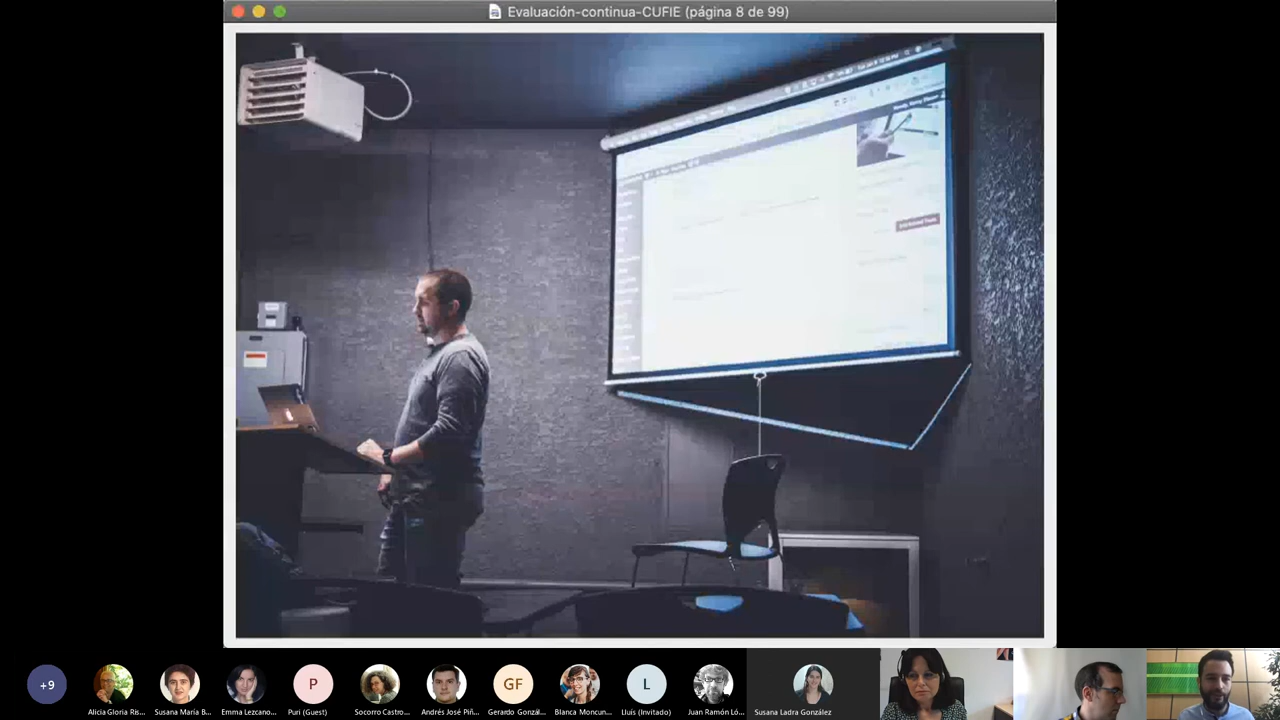 Evaluación-continua-CUFIE (página 8 de 99)
+9
Alicia Gloria Ris...
Susana María B...
Emma Lezcano...
P
Puri (Guest)
Socorro Castro...
Andrés José Piñ...
GF
Gerardo Gonzál...
Blanca Moncun...
L
Lluís (Invitado)
Juan Ramón Ló...
Susana Ladra González